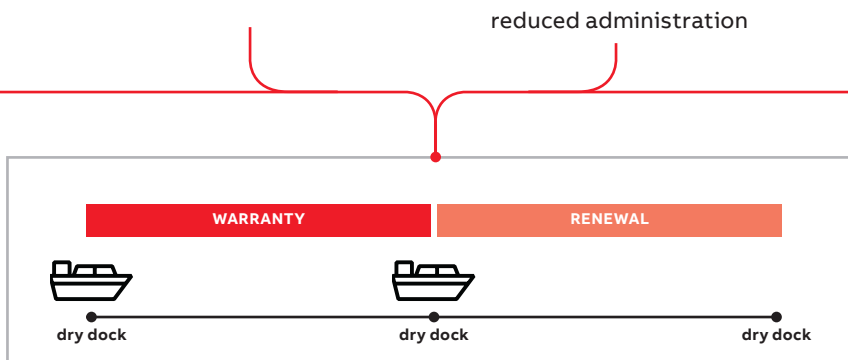 reduced administration
WARRANTY
RENEWAL
dry dock
dry dock
dry dock